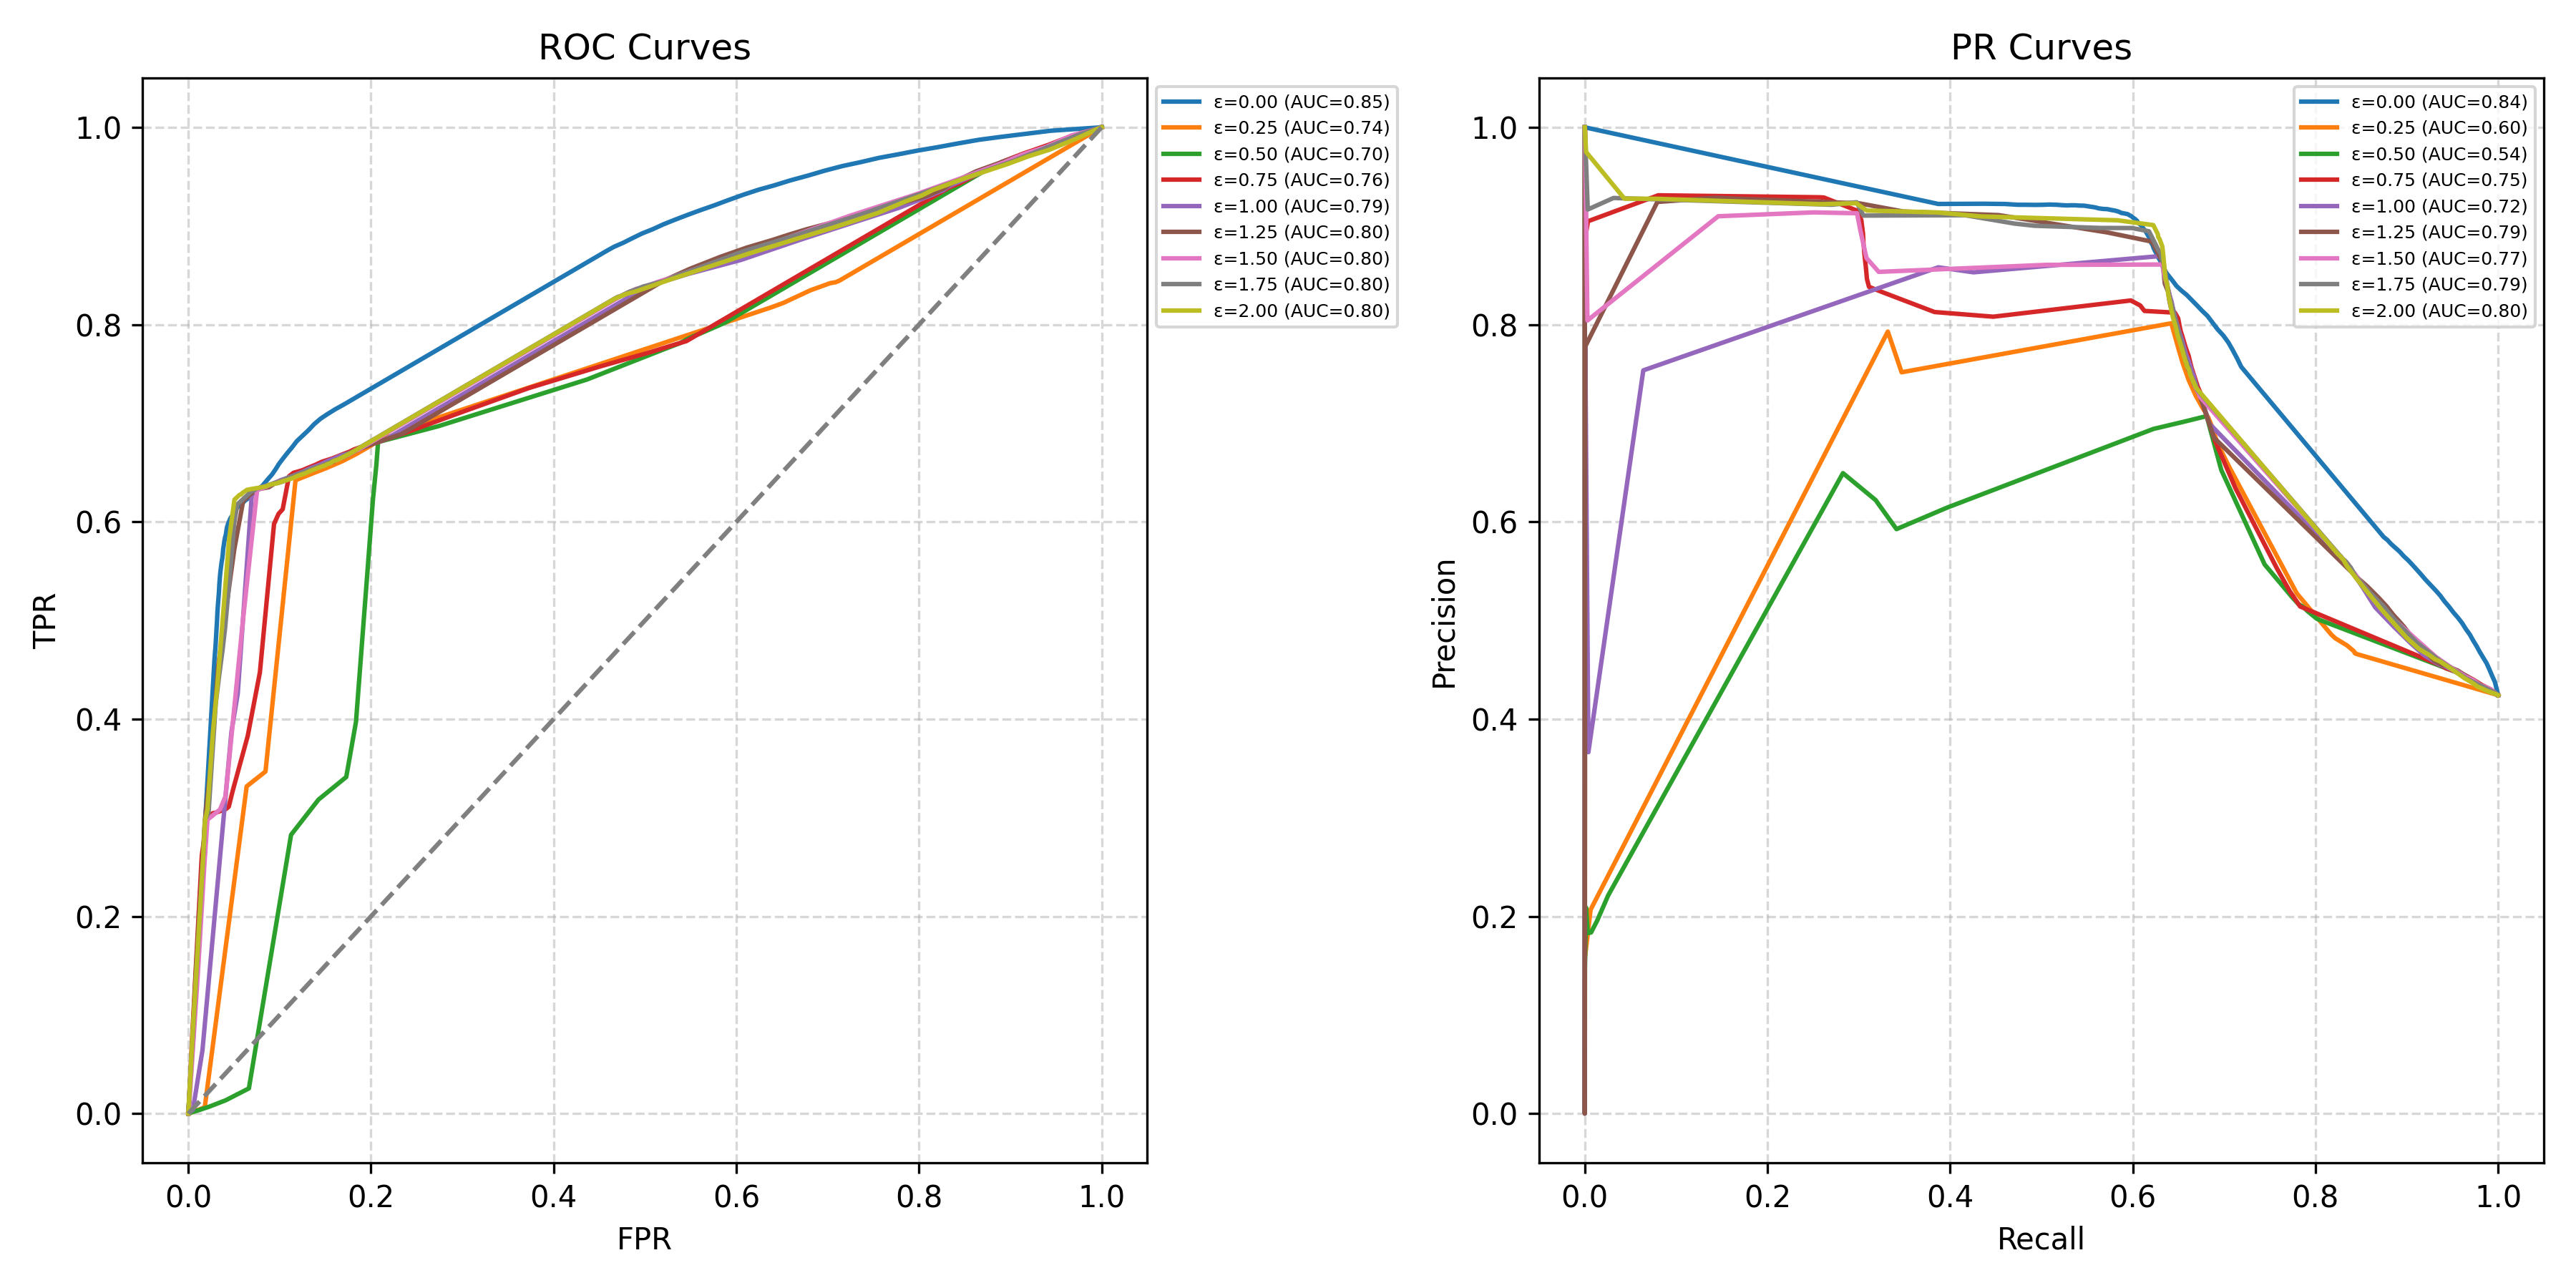 ROC Curves
TPR
1.0
0.8
0.6
0.4
0.2
0.0
0.0 0.2 0.4 0.6 0.8 1.0
FPR
ε=0.00 (AUC=0.85)
ε=0.25 (AUC=0.74)
ε=0.50 (AUC=0.70)
ε=0.75 (AUC=0.76)
ε=1.00 (AUC=0.79)
ε=1.25 (AUC=0.80)
ε=1.50 (AUC=0.80)
ε=1.75 (AUC=0.80)
ε=2.00 (AUC=0.80)
PR Curves
Precision
1.0
0.8
0.6
0.4
0.2
0.0
0.0 0.2 0.4 0.6 0.8 1.0
Recall
ε=0.00 (AUC=0.84)
ε=0.25 (AUC=0.60)
ε=0.50 (AUC=0.54)
ε=0.75 (AUC=0.75)
ε=1.00 (AUC=0.72)
ε=1.25 (AUC=0.79)
ε=1.50 (AUC=0.77)
ε=1.75 (AUC=0.79)
ε=2.00 (AUC=0.80)